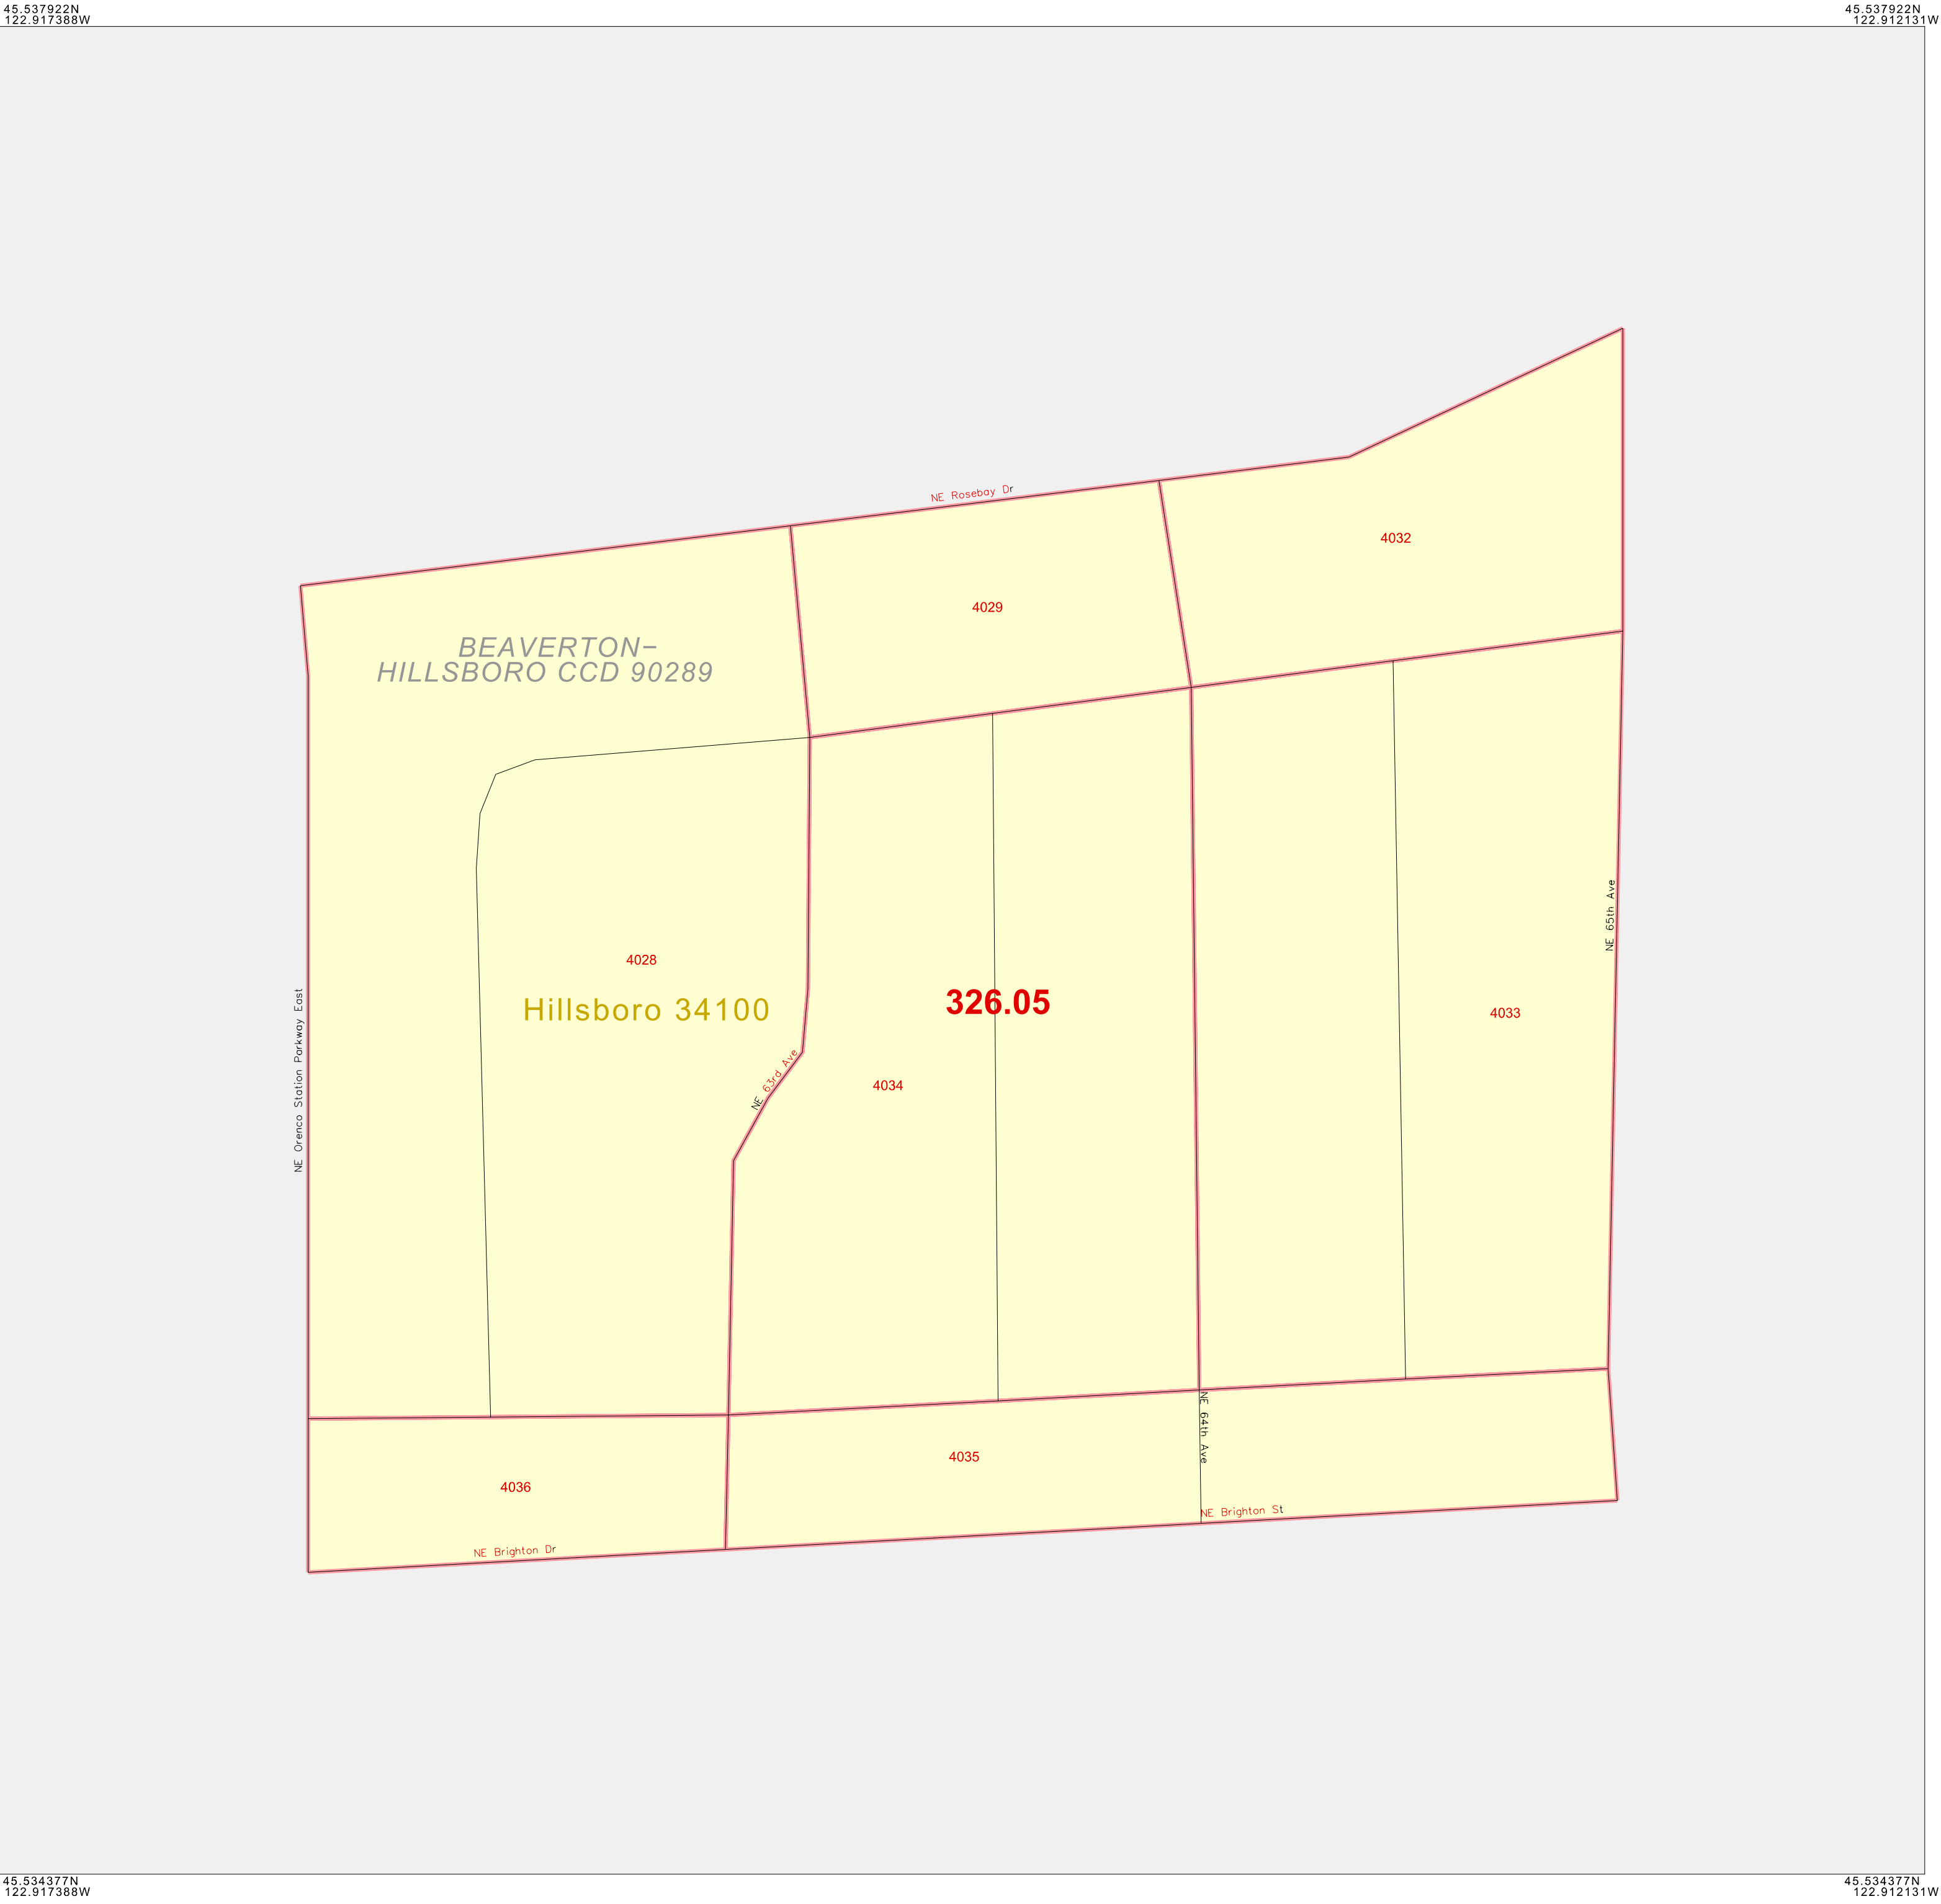 45.537922N
122.917388W
45.537922N
122.912131W
NE Rosebay Dr
4032
4029
BEAVERTON-
HILLSBORO CCD 90289
NE 65th Ave
4028
Hillsboro 34100
326.05
4033
NE Orenco Station Parkway East
NE 63rd Ave
4034
NE 64th Ave
4035
4036
NE Brighton St
NE Brighton Dr
45.534377N
122.917388W
45.534377N
122.912131W